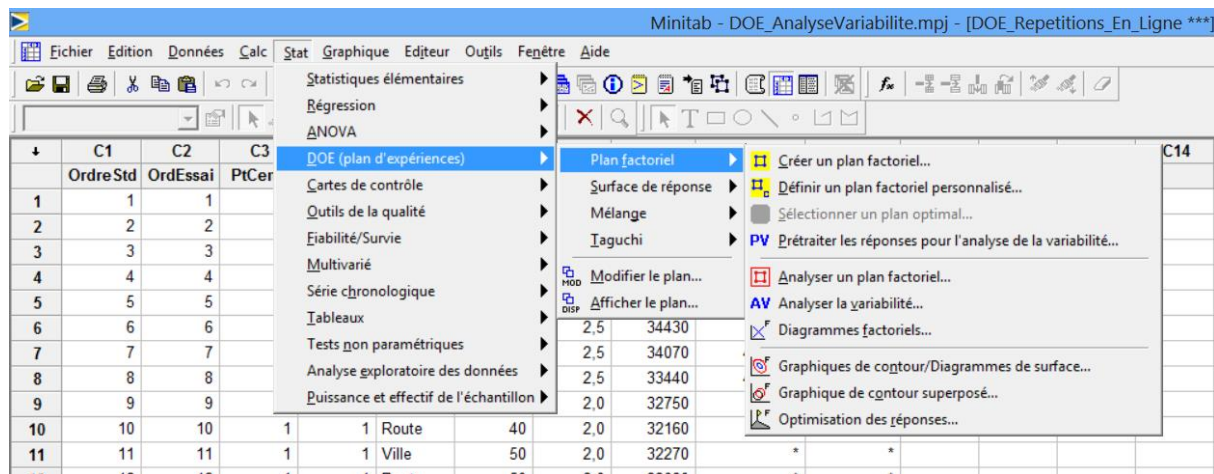 Minitab - DOE_AnalyseVariabilite.mpj - [DOE_Repetitions_En_Ligne ***]
Fichier Edition Données Calc Stat Graphique Editeur Outils Fenêtre Aide
Statistiques élémentaires
Régression
ANOVA
DOE (plan d'expériences)
Cartes de contrôle
Outils de la qualité
Fiabilité/Survie
Multivarié
Série chronologique
Tableaux
Tests non paramétriques
Analyse exploratoire des données
Puissance et effectif de l'échantillon
Plan factoriel
Surface de réponse
Mélange
Taguchi
MOD Modifier le plan...
DISP Afficher le plan...
Créer un plan factoriel...
Définir un plan factoriel personnalisé...
Sélectionner un plan optimal...
PV Prétraiter les réponses pour l'analyse de la variabilité...
Analyser un plan factoriel...
AV Analyser la variabilité...
Diagrammes factoriels...
Graphiques de contour/Diagrammes de surface...
Graphique de contour superposé...
Optimisation des réponses...
C1 C2 C3 C14
OrdreStd OrdEssai PtCer
1 1 1
2 2 2
3 3 3
4 4 4
5 5 5
6 6 6 2,5 34430
7 7 7 2,5 34070
8 8 8 2,5 33440
9 9 9 2,0 32750
10 10 10 1 1 Route 40 2,0 32160
11 11 11 1 1 Ville 50 2,0 32270 * *